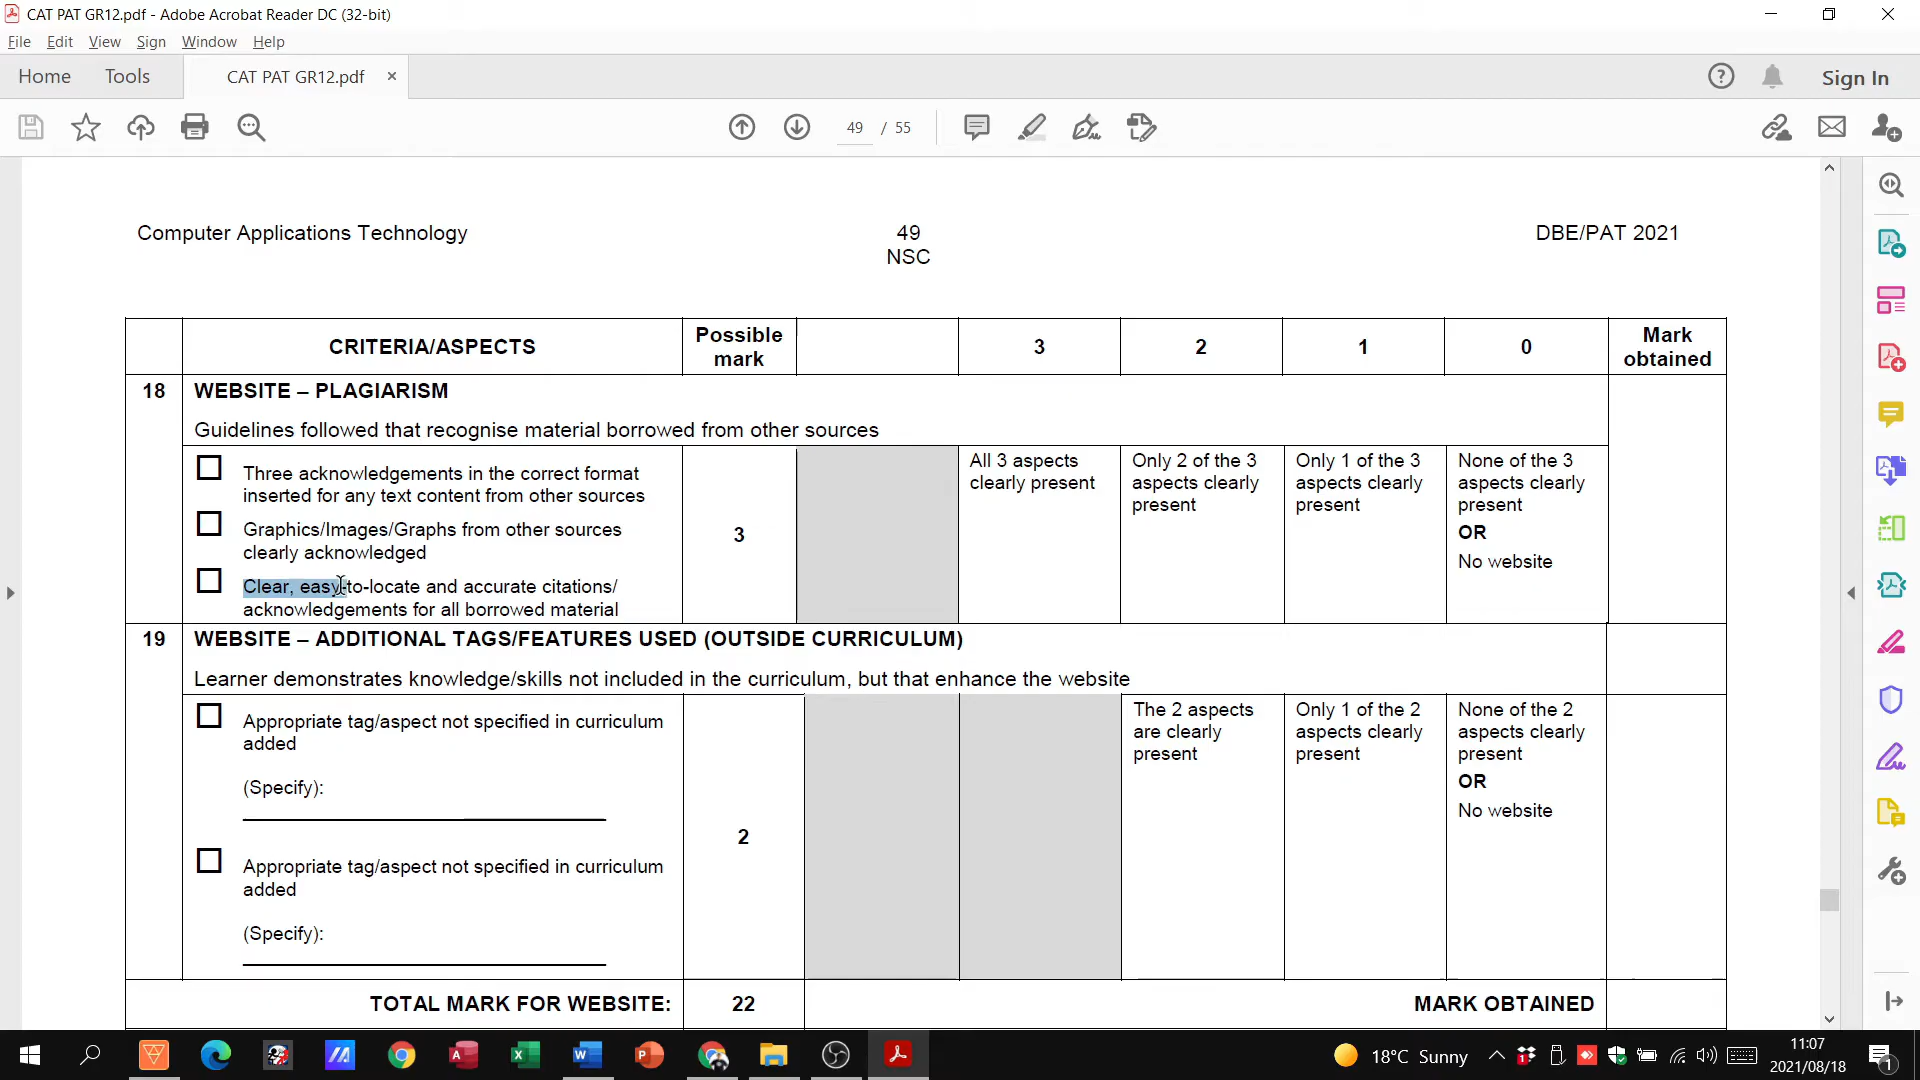 CAT PAT GR12.pdf - Adobe Acrobat Reader DC (32-bit)
File Edit View Sign Window Help
Home Tools CAT PAT GR12.pdf × Sign In
49 / 55
Computer Applications Technology 49 DBE/PAT 2021
NSC
CRITERIA/ASPECTS Possible mark 3 2 1 0 Mark obtained
18 WEBSITE – PLAGIARISM
Guidelines followed that recognise material borrowed from other sources
Three acknowledgements in the correct format
inserted for any text content from other sources
Graphics/Images/Graphs from other sources
clearly acknowledged
Clear, easy-to-locate and accurate citations/
acknowledgements for all borrowed material
3
All 3 aspects
clearly present
Only 2 of the 3
aspects clearly
present
Only 1 of the 3
aspects clearly
present
None of the 3
aspects clearly
present
OR
No website
19 WEBSITE – ADDITIONAL TAGS/FEATURES USED (OUTSIDE CURRICULUM)
Learner demonstrates knowledge/skills not included in the curriculum, but that enhance the website
Appropriate tag/aspect not specified in curriculum
added
(Specify):
Appropriate tag/aspect not specified in curriculum
added
(Specify):
2
The 2 aspects
are clearly
present
Only 1 of the 2
aspects clearly
present
None of the 2
aspects clearly
present
OR
No website
TOTAL MARK FOR WEBSITE: 22 MARK OBTAINED
18°C Sunny
11:07
2021/08/18
1